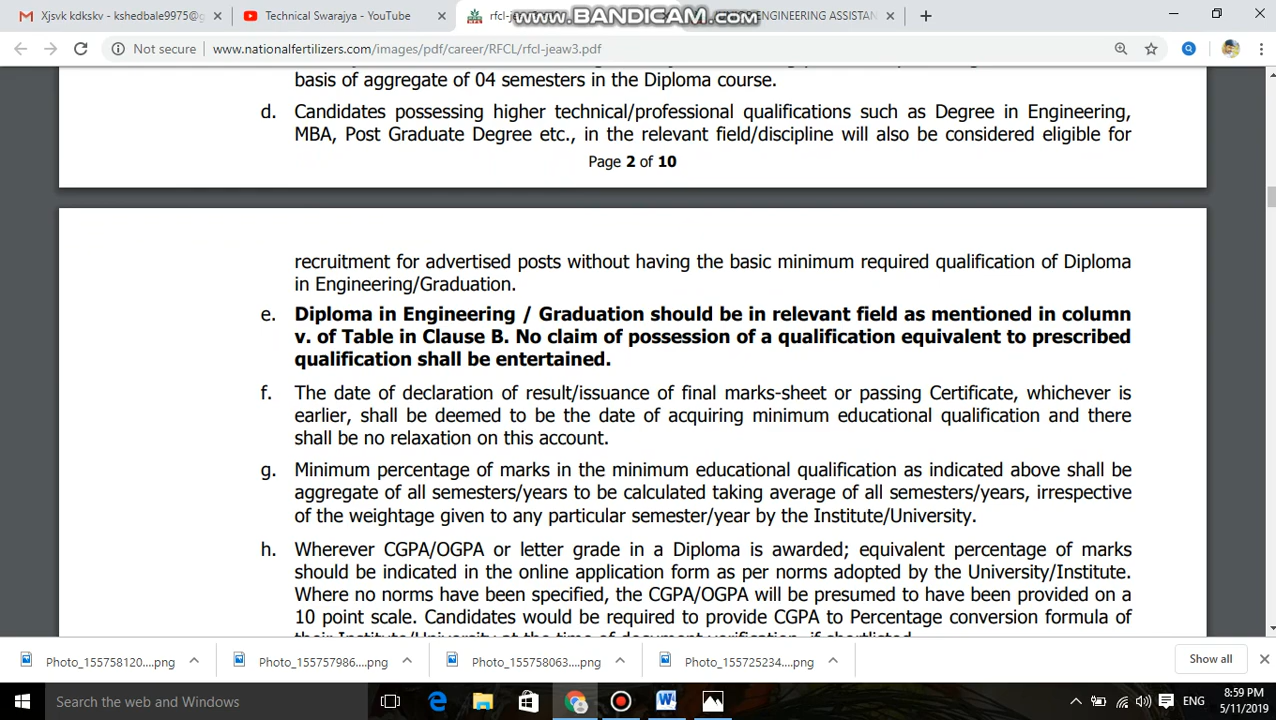 Xjsvk kdkskv - kshedbale9975@g
Technical Swarajya - YouTube
rfcl-je
www.BANDICAM.com
ENGINEERING ASSISTAN
Not secure
www.nationalfertilizers.com/images/pdf/career/RFCL/rfcl-jeaw3.pdf
basis of aggregate of 04 semesters in the Diploma course.
d. Candidates possessing higher technical/professional qualifications such as Degree in Engineering,
MBA, Post Graduate Degree etc., in the relevant field/discipline will also be considered eligible for
Page 2 of 10
recruitment for advertised posts without having the basic minimum required qualification of Diploma
in Engineering/Graduation.
e. Diploma in Engineering / Graduation should be in relevant field as mentioned in column
v. of Table in Clause B. No claim of possession of a qualification equivalent to prescribed
qualification shall be entertained.
f. The date of declaration of result/issuance of final marks-sheet or passing Certificate, whichever is
earlier, shall be deemed to be the date of acquiring minimum educational qualification and there
shall be no relaxation on this account.
g. Minimum percentage of marks in the minimum educational qualification as indicated above shall be
aggregate of all semesters/years to be calculated taking average of all semesters/years, irrespective
of the weightage given to any particular semester/year by the Institute/University.
h. Wherever CGPA/OGPA or letter grade in a Diploma is awarded; equivalent percentage of marks
should be indicated in the online application form as per norms adopted by the University/Institute.
Where no norms have been specified, the CGPA/OGPA will be presumed to have been provided on a
10 point scale. Candidates would be required to provide CGPA to Percentage conversion formula of
their Institute/University at the time of document verification, if shortlisted.
Photo_155758120....png
Photo_155757986....png
Photo_155758063....png
Photo_155725234....png
Show all
Search the web and Windows
ENG
8:59 PM
5/11/2019